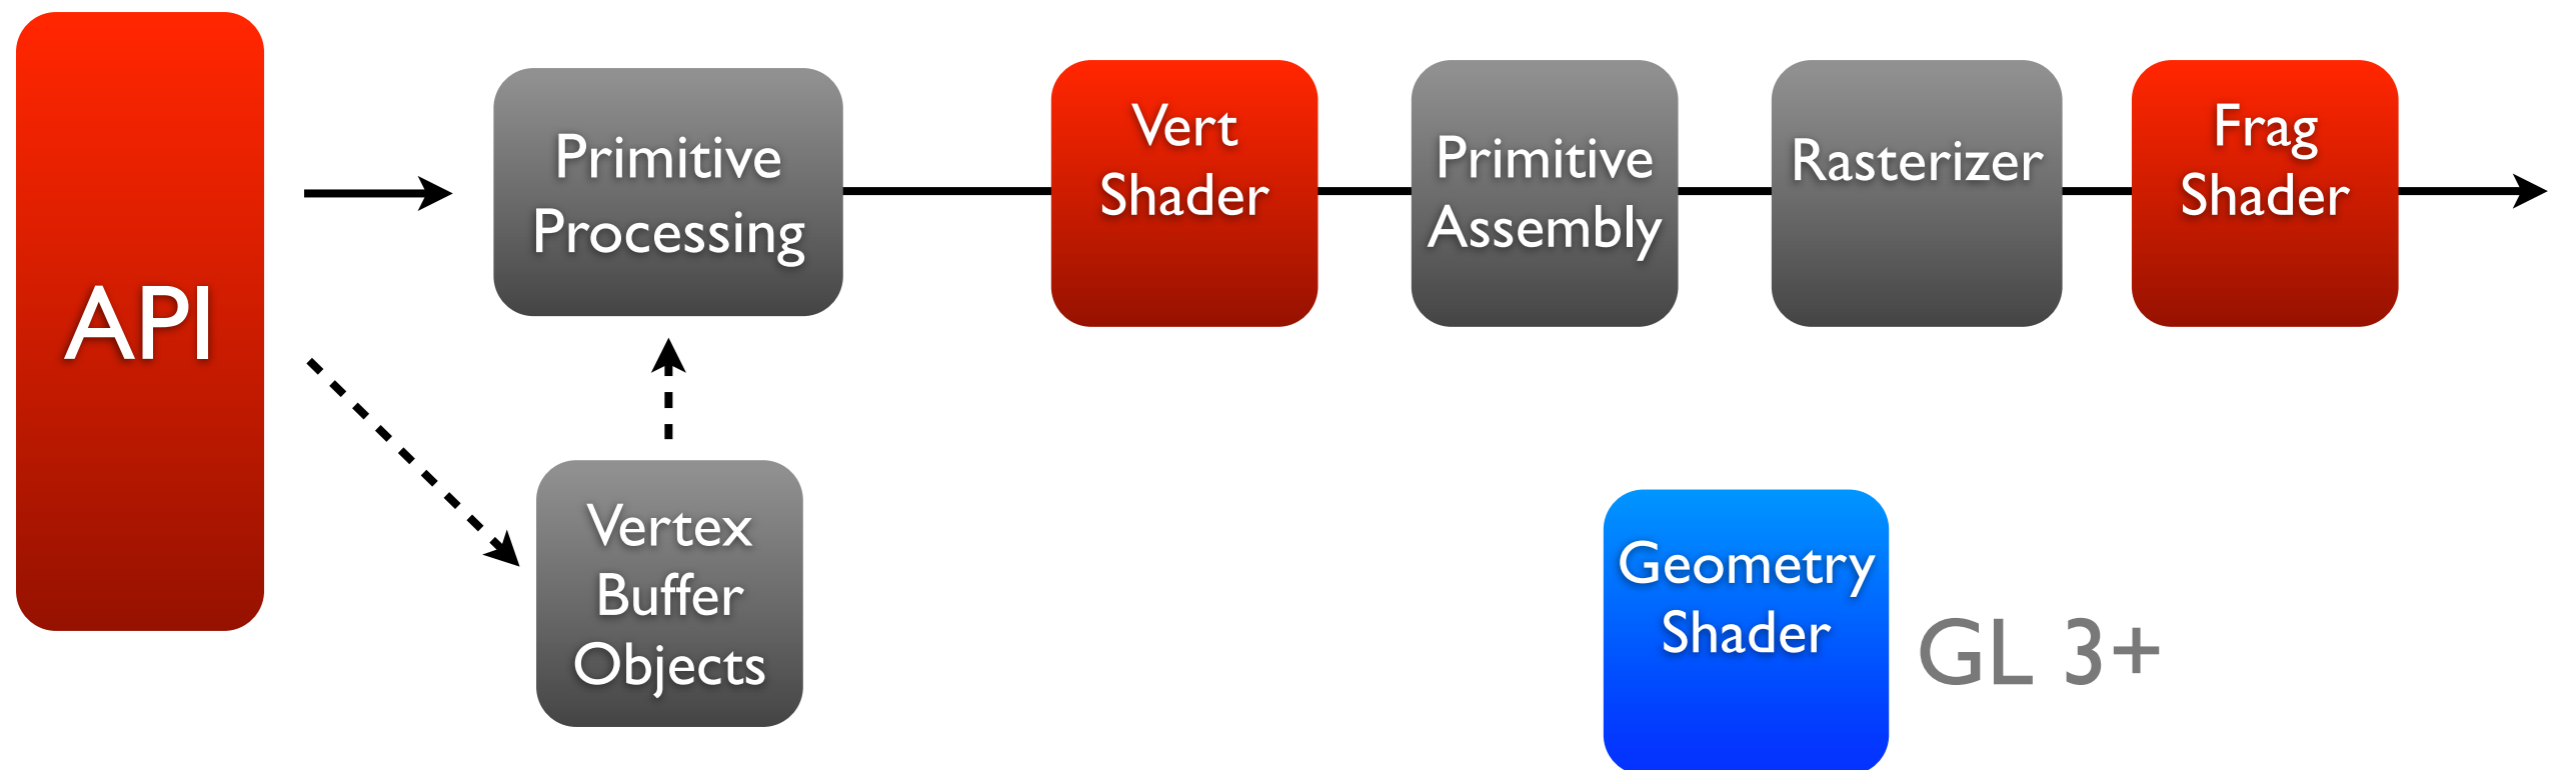 API
Primitive
Processing
Vert
Shader
Primitive
Assembly
Rasterizer
Frag
Shader
Vertex
Buffer
Objects
Geometry
Shader
GL 3+